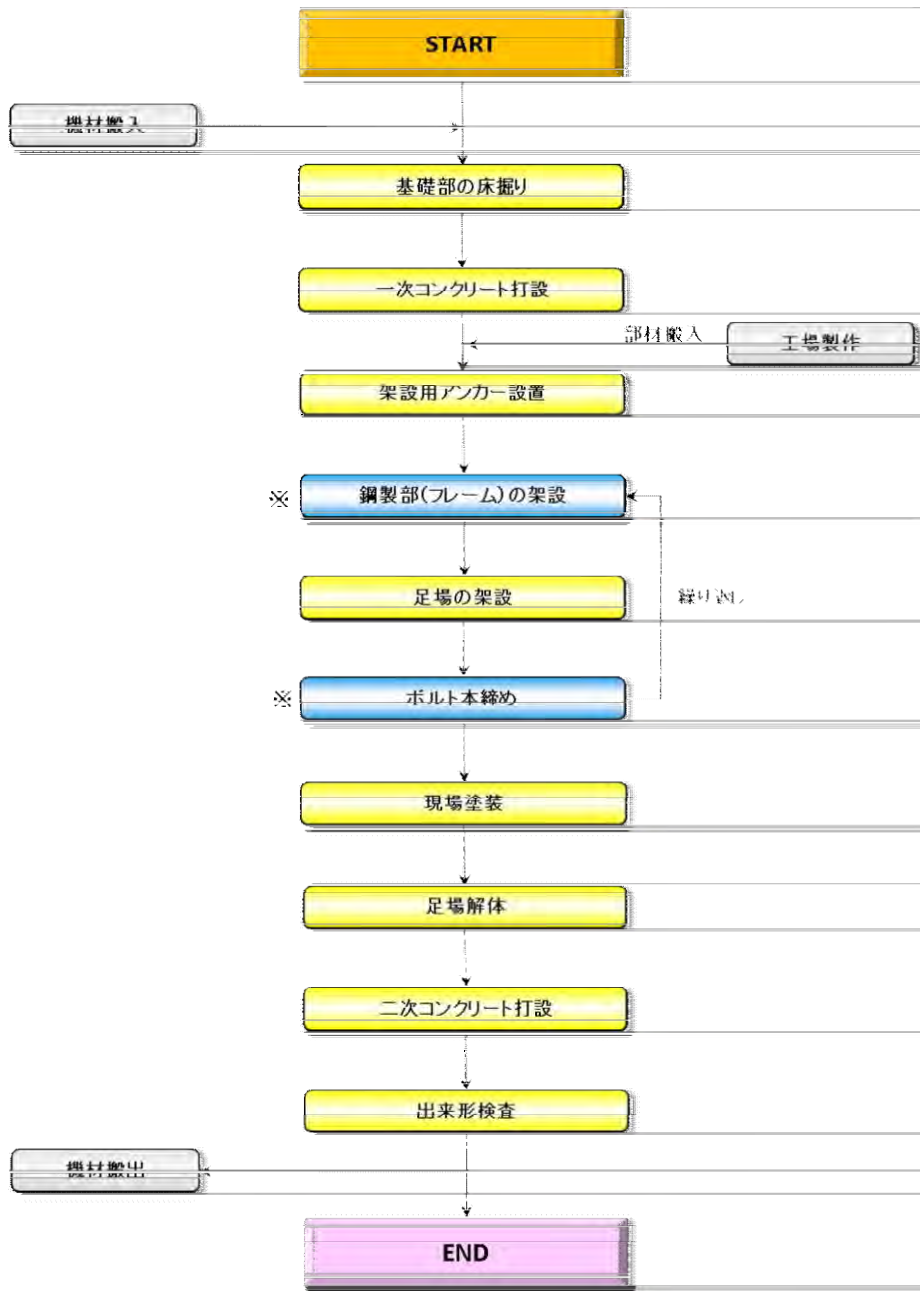 START
機材搬入
基礎部の床掘り
一次コンクリート打設
部材搬入
工場製作
架設用アンカー設置
※
鋼製部(フレーム)の架設
足場の架設
繰り返し
※
ボルト本締め
現場塗装
足場解体
二次コンクリート打設
出来形検査
機材搬出
END